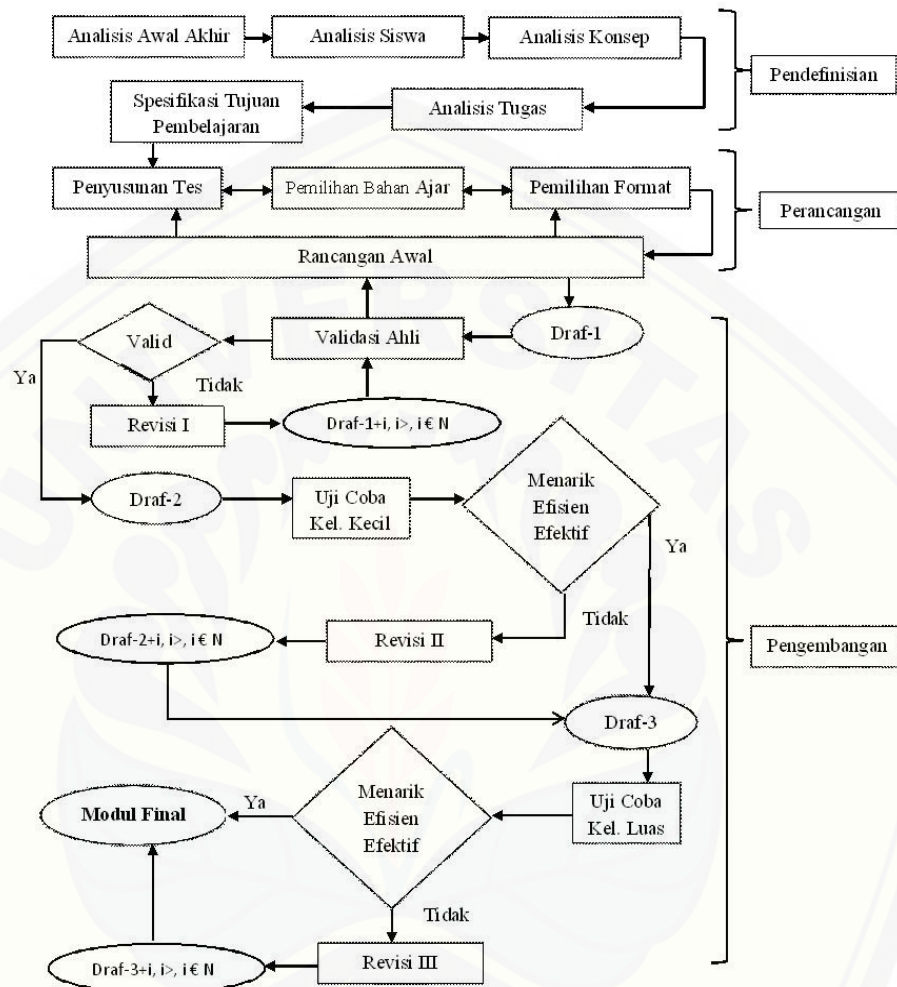 Analisis Awal Akhir
Analisis Siswa
Analisis Konsep
Pendefinisian
Spesifikasi Tujuan
Pembelajaran
Analisis Tugas
Penyusunan Tes
Pemilihan Bahan Ajar
Pemilihan Format
Perancangan
Rancangan Awal
Valid
Validasi Ahli
Draf-1
Ya
Tidak
Revisi I
Draf-1+i, i>, i € N
Draf-2
Uji Coba
Kel. Kecil
Menarik
Efisien
Efektif
Ya
Tidak
Draf-2+i, i>, i € N
Revisi II
Pengembangan
Draf-3
Modul Final
Ya
Menarik
Efisien
Efektif
Uji Coba
Kel. Luas
Tidak
Draf-3+i, i>, i € N
Revisi III
UNIVERSITAS